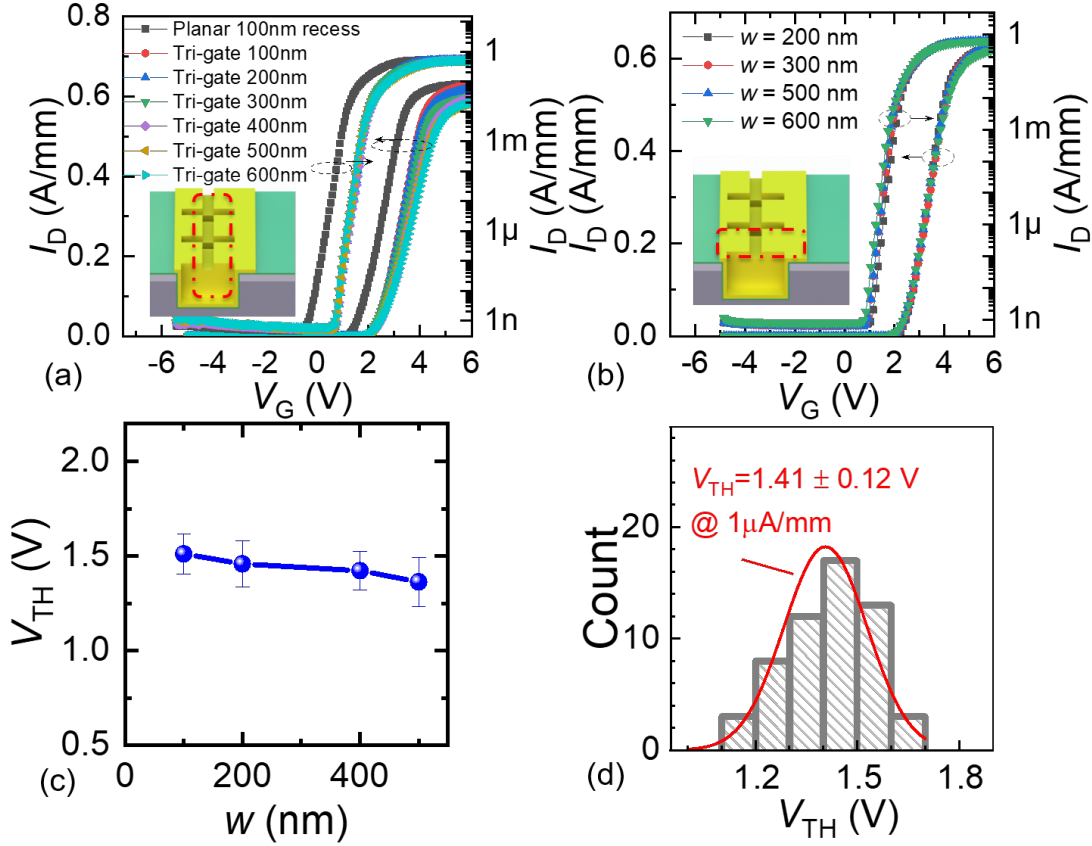 0.8
0.6
0.4
0.2
0.0
I_D (A/mm)
Planar 100nm recess
Tri-gate 100nm
Tri-gate 200nm
Tri-gate 300nm
Tri-gate 400nm
Tri-gate 500nm
Tri-gate 600nm
1
1m
1μ
1n
I_D (A/mm)
-6 -4 -2 0 2 4 6
V_G (V)
(a)
0.6
0.4
0.2
0.0
I_D (A/mm)
w = 200 nm
w = 300 nm
w = 500 nm
w = 600 nm
1
1m
1μ
1n
I_D (A/mm)
-6 -4 -2 0 2 4 6
V_G (V)
(b)
2.0
1.5
1.0
0.5
V_TH (V)
0 200 400
w (nm)
(c)
20
10
0
Count
V_TH=1.41 ± 0.12 V
@ 1μA/mm
1.2 1.5 1.8
V_TH (V)
(d)